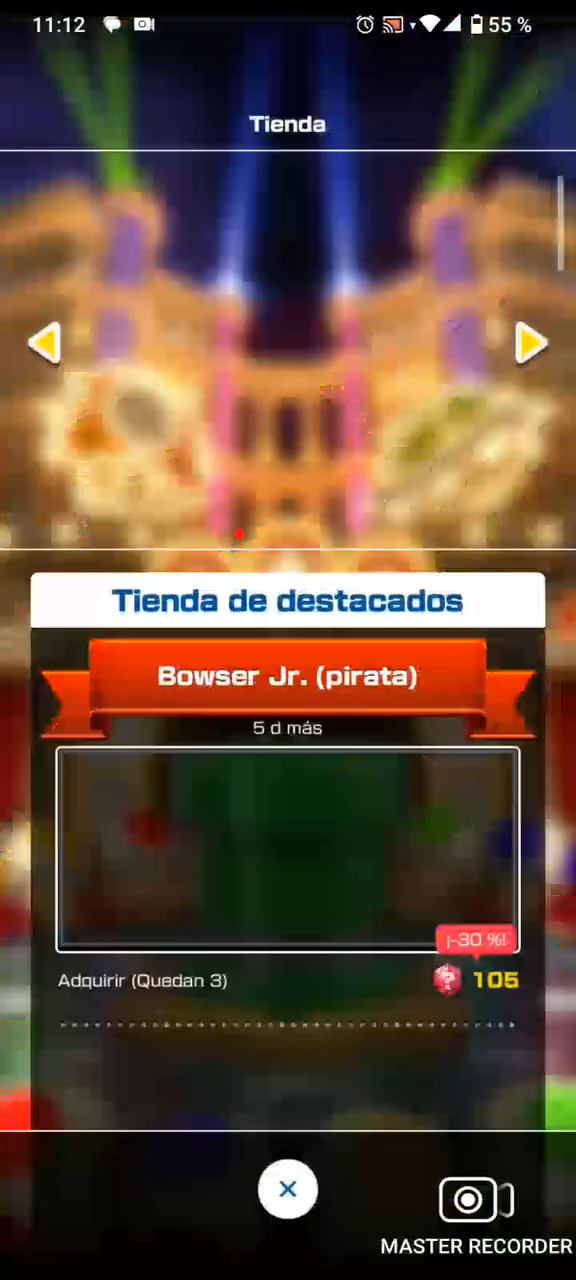 11:12
55 %
Tienda
Tienda de destacados
Bowser Jr. (pirata)
5 d más
¡-30 %!
Adquirir (Quedan 3)
105
MASTER RECORDER